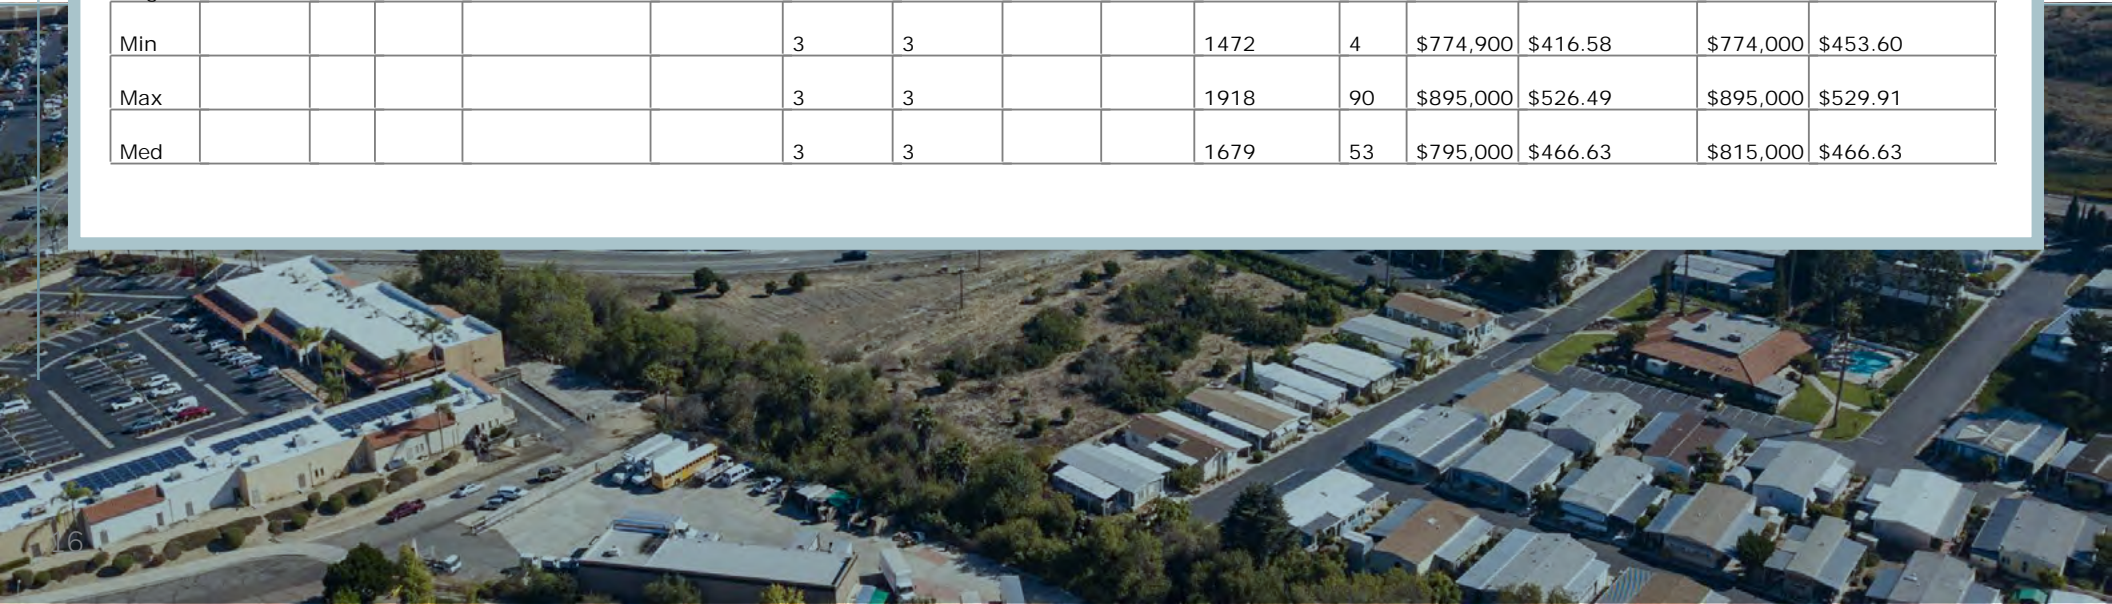 Min 3 3 1472 4 $774,900 $416.58 $774,000 $453.60
Max 3 3 1918 90 $895,000 $526.49 $895,000 $529.91
Med 3 3 1679 53 $795,000 $466.63 $815,000 $466.63
16